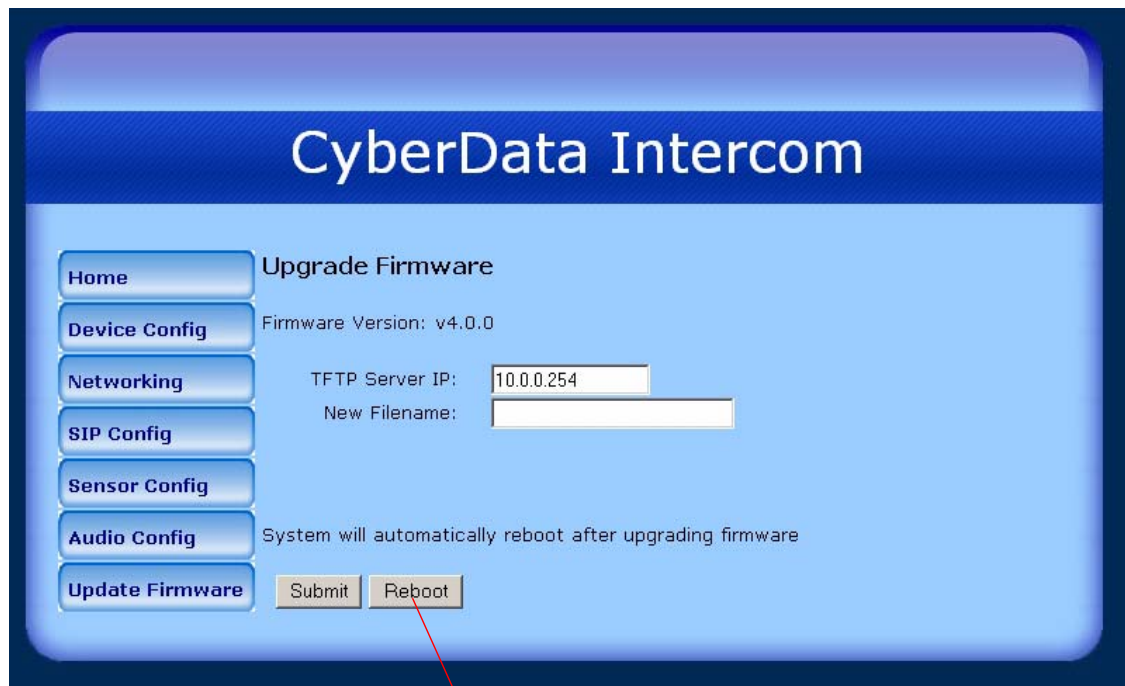 CyberData Intercom
Home
Device Config
Networking
SIP Config
Sensor Config
Audio Config
Update Firmware
Upgrade Firmware
Firmware Version: v4.0.0
TFTP Server IP: 10.0.0.254
New Filename:
System will automatically reboot after upgrading firmware
Submit Reboot